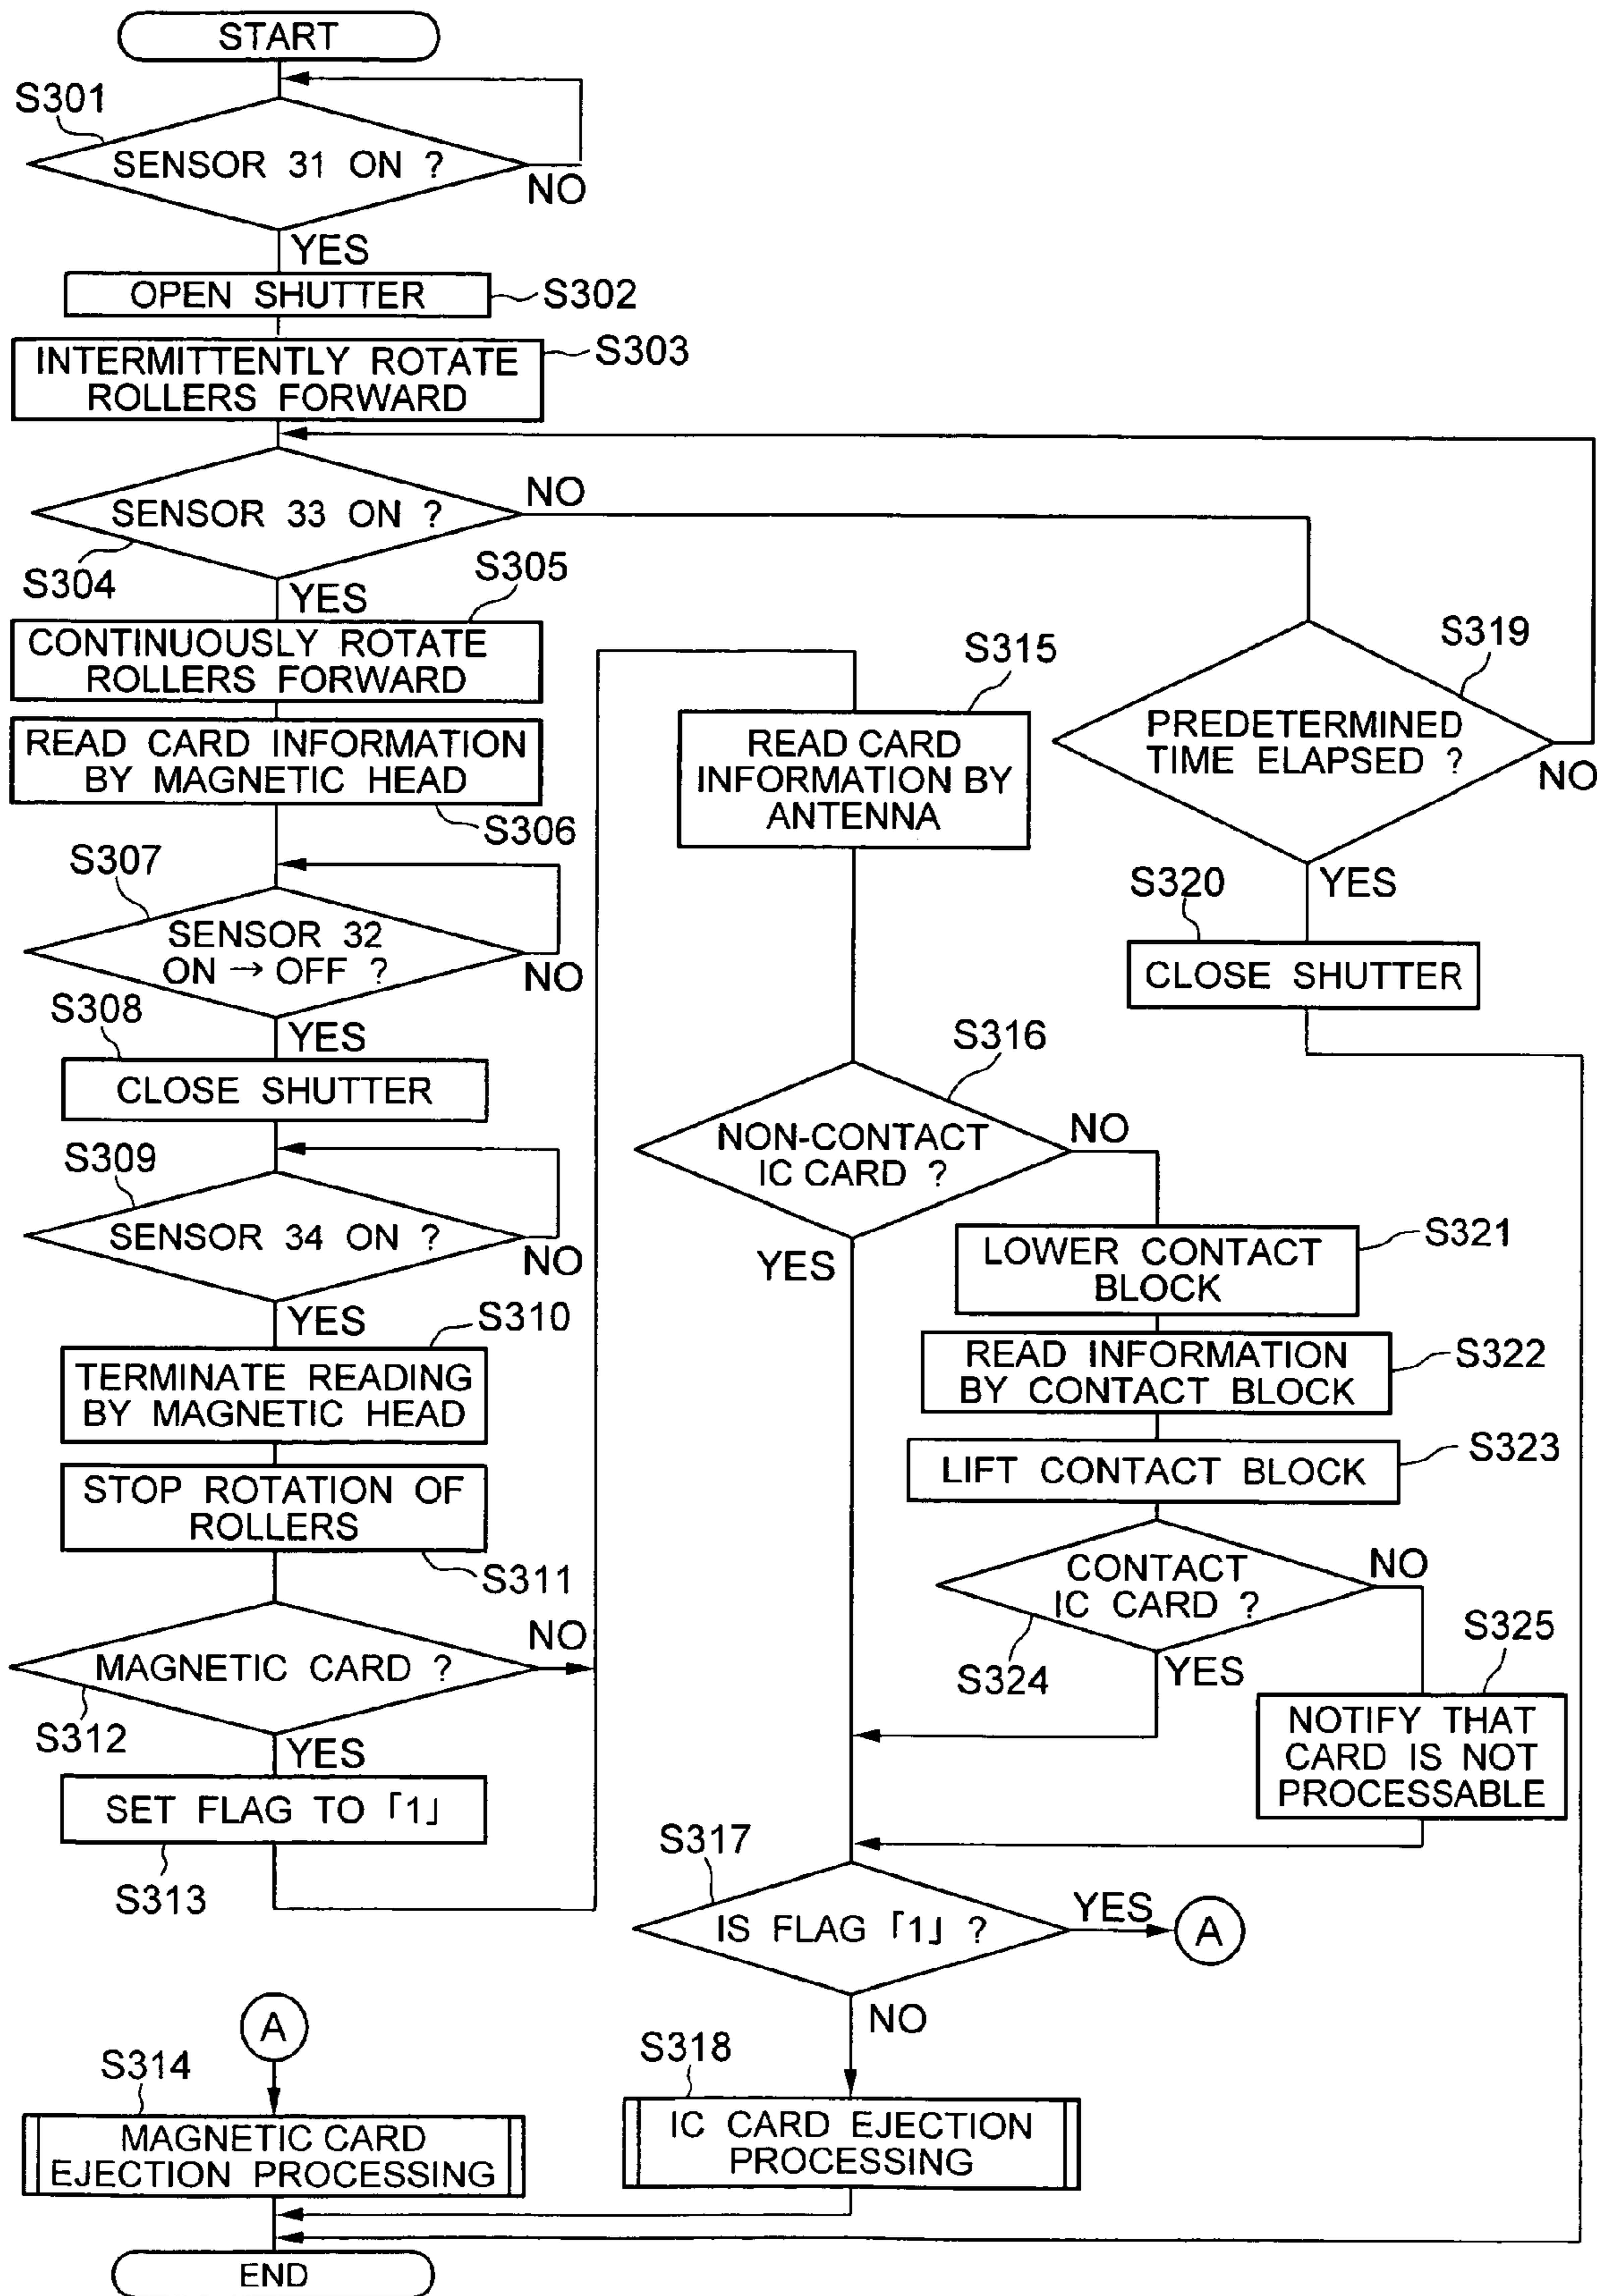 START
S301
SENSOR 31 ON ?
NO
YES
OPEN SHUTTER
S302
INTERMITTENTLY ROTATE
ROLLERS FORWARD
S303
SENSOR 33 ON ?
NO
S304
YES
S305
CONTINUOUSLY ROTATE
ROLLERS FORWARD
READ CARD INFORMATION
BY MAGNETIC HEAD
S306
S307
SENSOR 32
ON → OFF ?
NO
YES
S308
CLOSE SHUTTER
S309
SENSOR 34 ON ?
NO
YES
S310
TERMINATE READING
BY MAGNETIC HEAD
STOP ROTATION OF
ROLLERS
S311
MAGNETIC CARD ?
NO
S312
YES
SET FLAG TO「1」
S313
S315
READ CARD
INFORMATION BY
ANTENNA
S316
NON-CONTACT
IC CARD ?
NO
YES
S319
PREDETERMINED
TIME ELAPSED ?
NO
YES
S320
CLOSE SHUTTER
LOWER CONTACT
BLOCK
S321
READ INFORMATION
BY CONTACT BLOCK
S322
LIFT CONTACT BLOCK
S323
CONTACT
IC CARD ?
NO
S324
YES
S325
NOTIFY THAT
CARD IS NOT
PROCESSABLE
S317
IS FLAG「1」?
YES
A
NO
S318
IC CARD EJECTION
PROCESSING
A
S314
MAGNETIC CARD
EJECTION PROCESSING
END